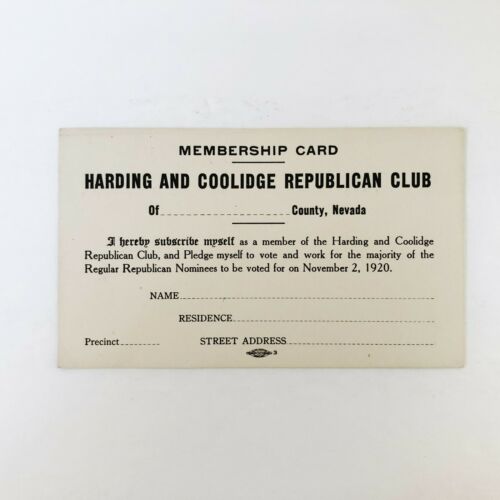 MEMBERSHIP CARD
HARDING AND COOLIDGE REPUBLICAN CLUB
Of____________________County, Nevada
I hereby subscribe myself as a member of the Harding and Coolidge
Republican Club, and Pledge myself to vote and work for the majority of the
Regular Republican Nominees to be voted for on November 2, 1920.
NAME
RESIDENCE
Precinct STREET ADDRESS
3